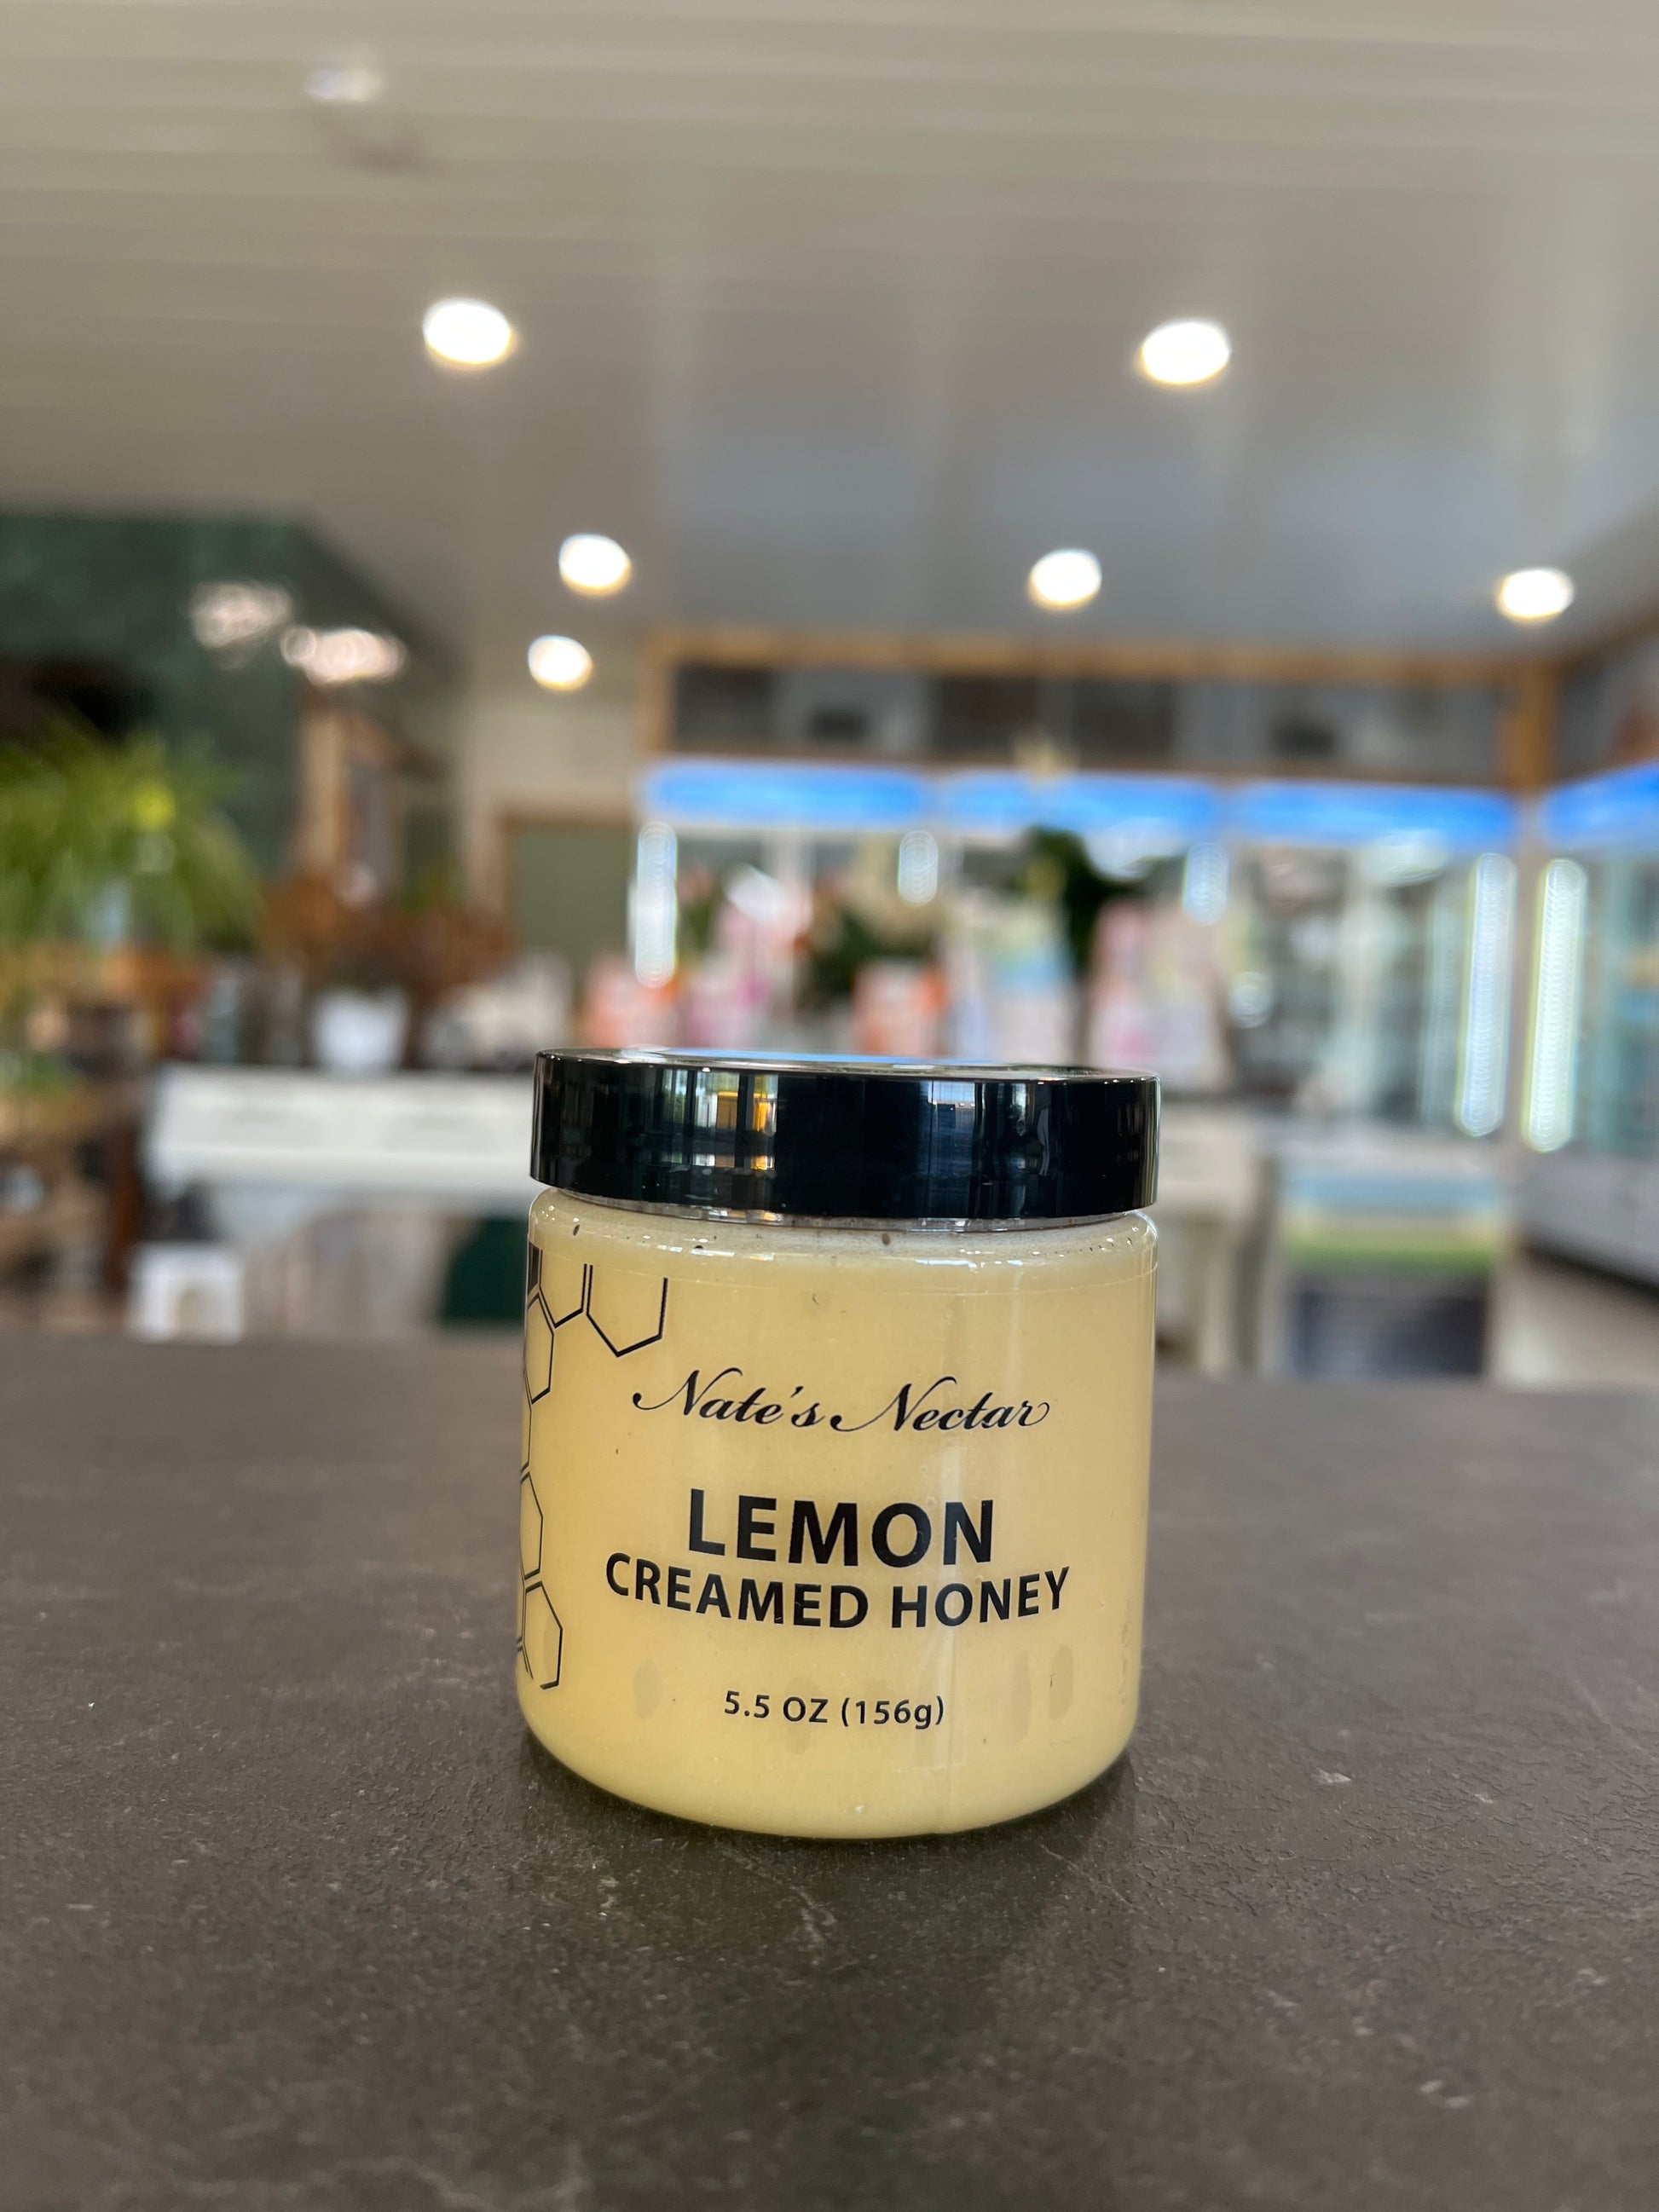 Nate's Nectar
LEMON
CREAMED HONEY
5.5 OZ (156g)